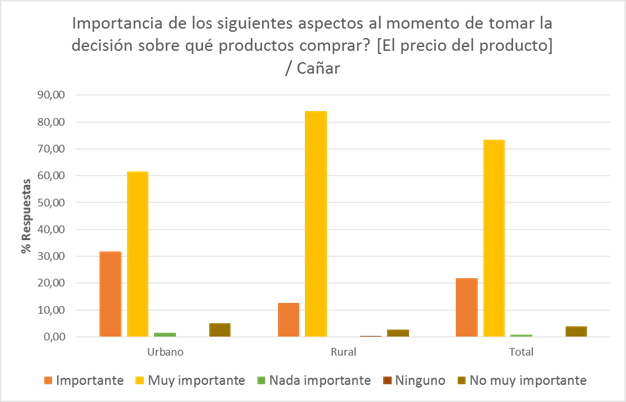 Importancia de los siguientes aspectos al momento de tomar la
decisión sobre qué productos comprar? [El precio del producto]
/ Cañar
90,00
80,00
70,00
60,00
50,00
40,00
30,00
20,00
10,00
0,00
% Respuestas
Urbano Rural Total
Importante Muy importante Nada importante Ninguno No muy importante